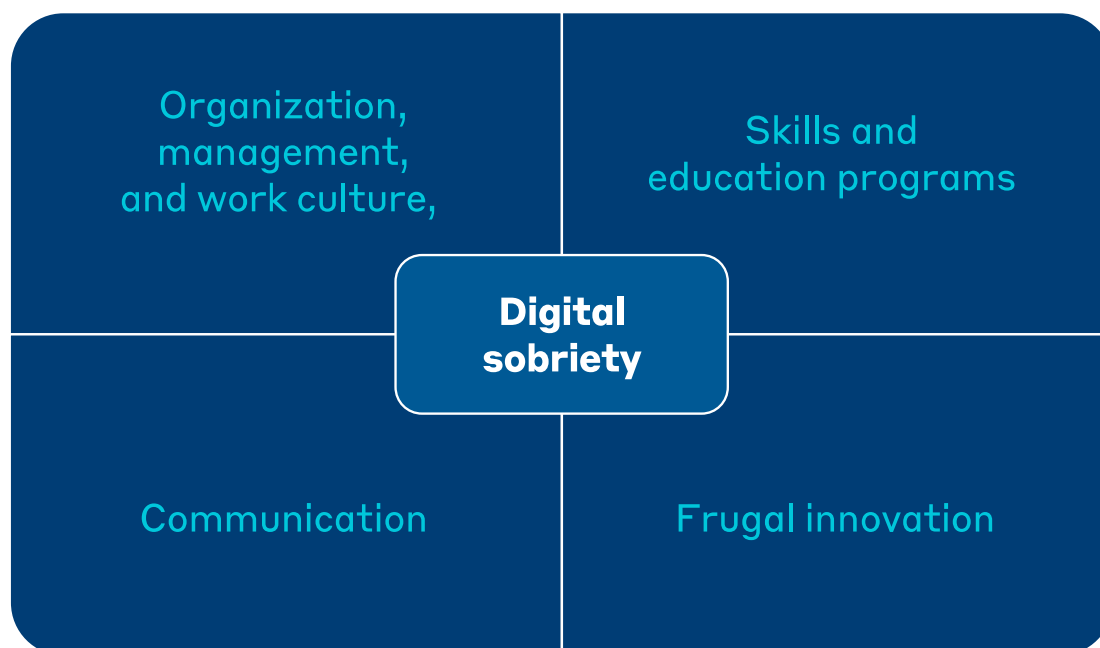 Organization,
management,
and work culture,
Skills and
education programs
Digital
sobriety
Communication
Frugal innovation